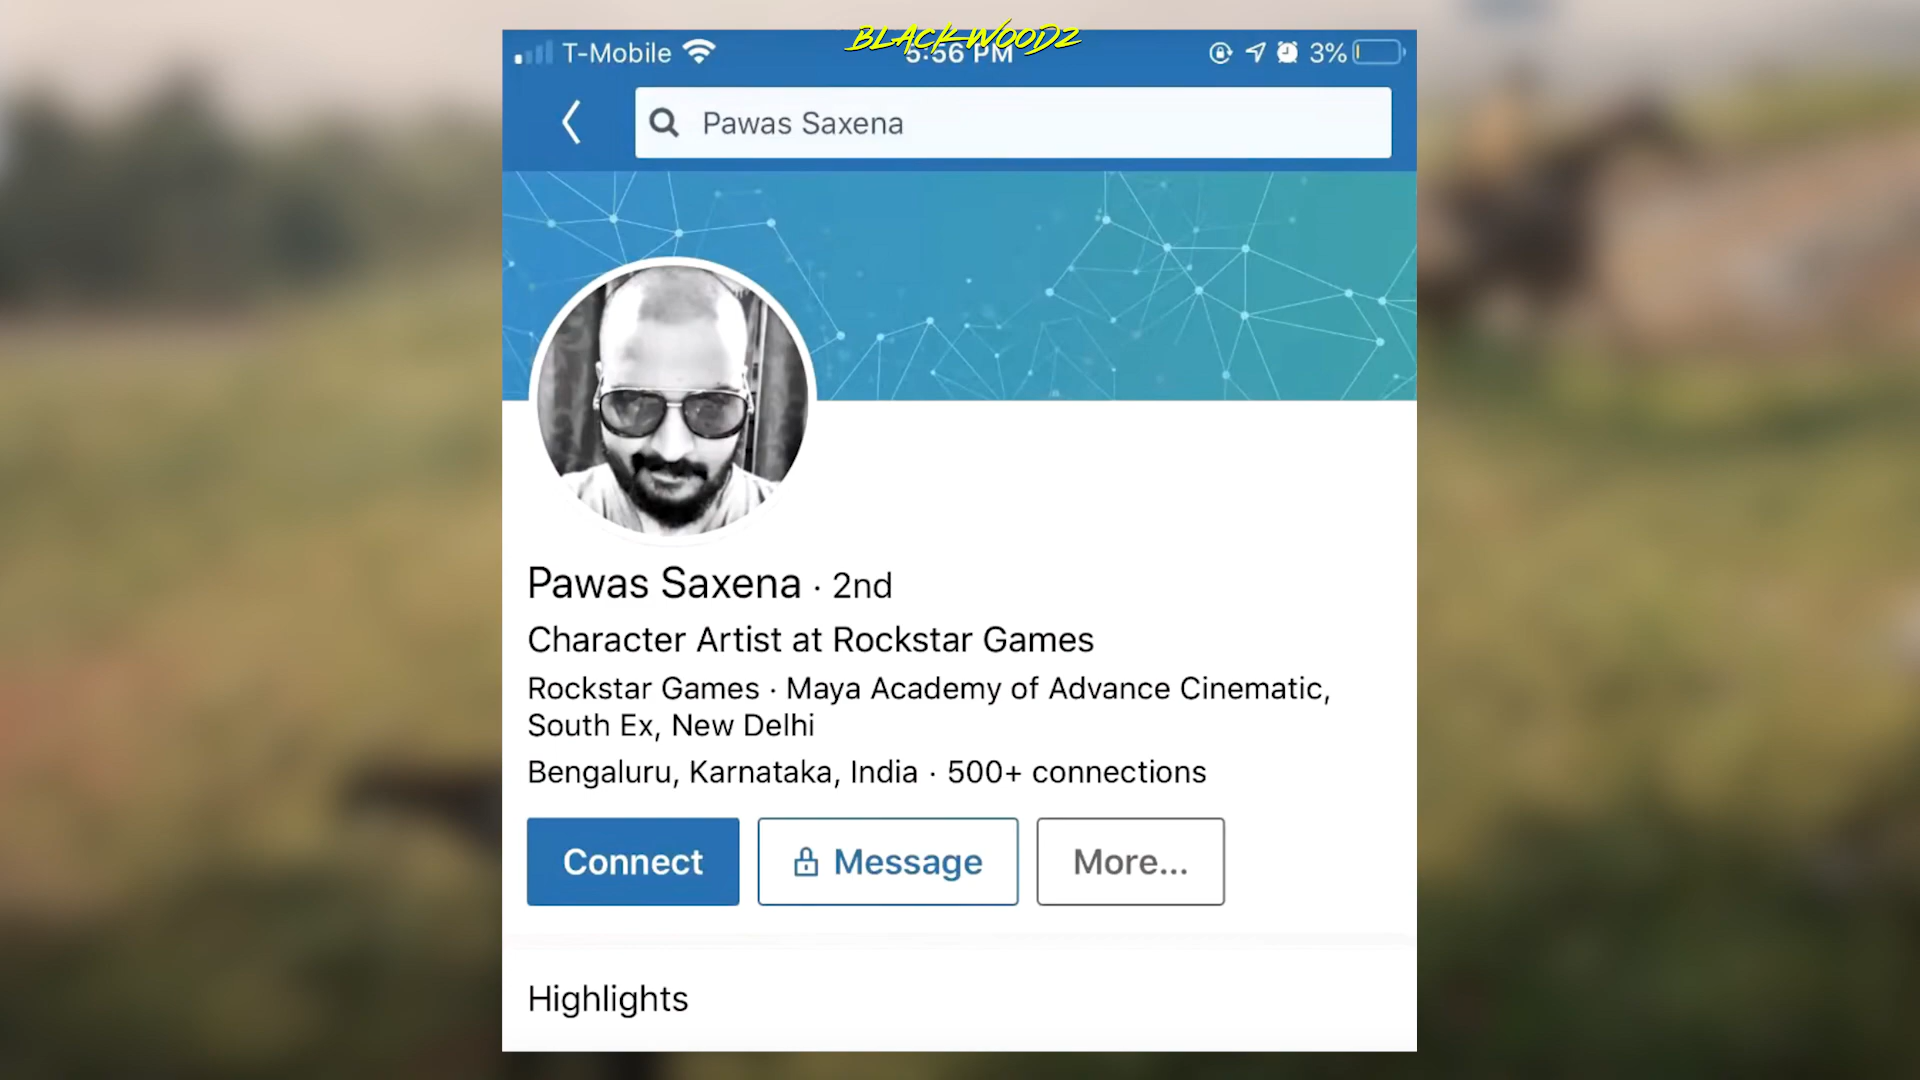 BLACKWOODZ
T-Mobile 5:56 PM 3%
Pawas Saxena
Pawas Saxena · 2nd
Character Artist at Rockstar Games
Rockstar Games · Maya Academy of Advance Cinematic,
South Ex, New Delhi
Bengaluru, Karnataka, India · 500+ connections
Connect Message More...
Highlights